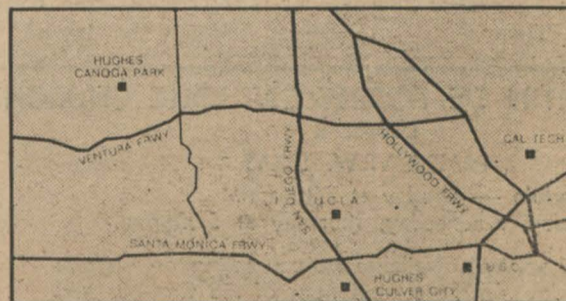 HUGHES
CANOGA PARK
VENTURA FRWY.
SAN DIEGO FRWY
HOLLYWOOD FRWY
CAL TECH
U.C.L.A.
SANTA MONICA FRWY.
U.S.C.
HUGHES
CULVER CITY